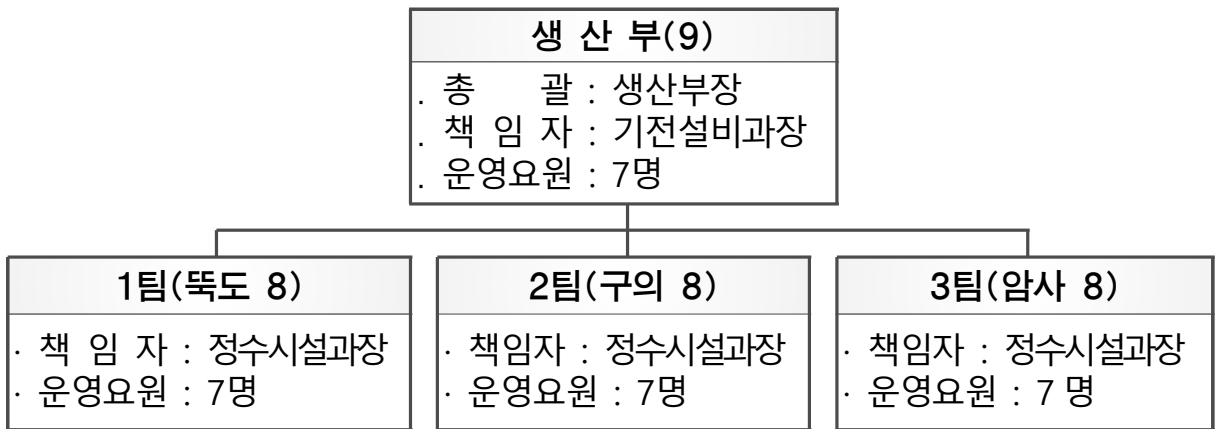 생 산 부(9)
. 총 괄 : 생산부장
. 책 임 자 : 기전설비과장
. 운영요원 : 7명
1팀(뚝도 8)
· 책 임 자 : 정수시설과장
· 운영요원 : 7명
2팀(구의 8)
· 책임자 : 정수시설과장
· 운영요원 : 7명
3팀(암사 8)
· 책임자 : 정수시설과장
· 운영요원 : 7 명